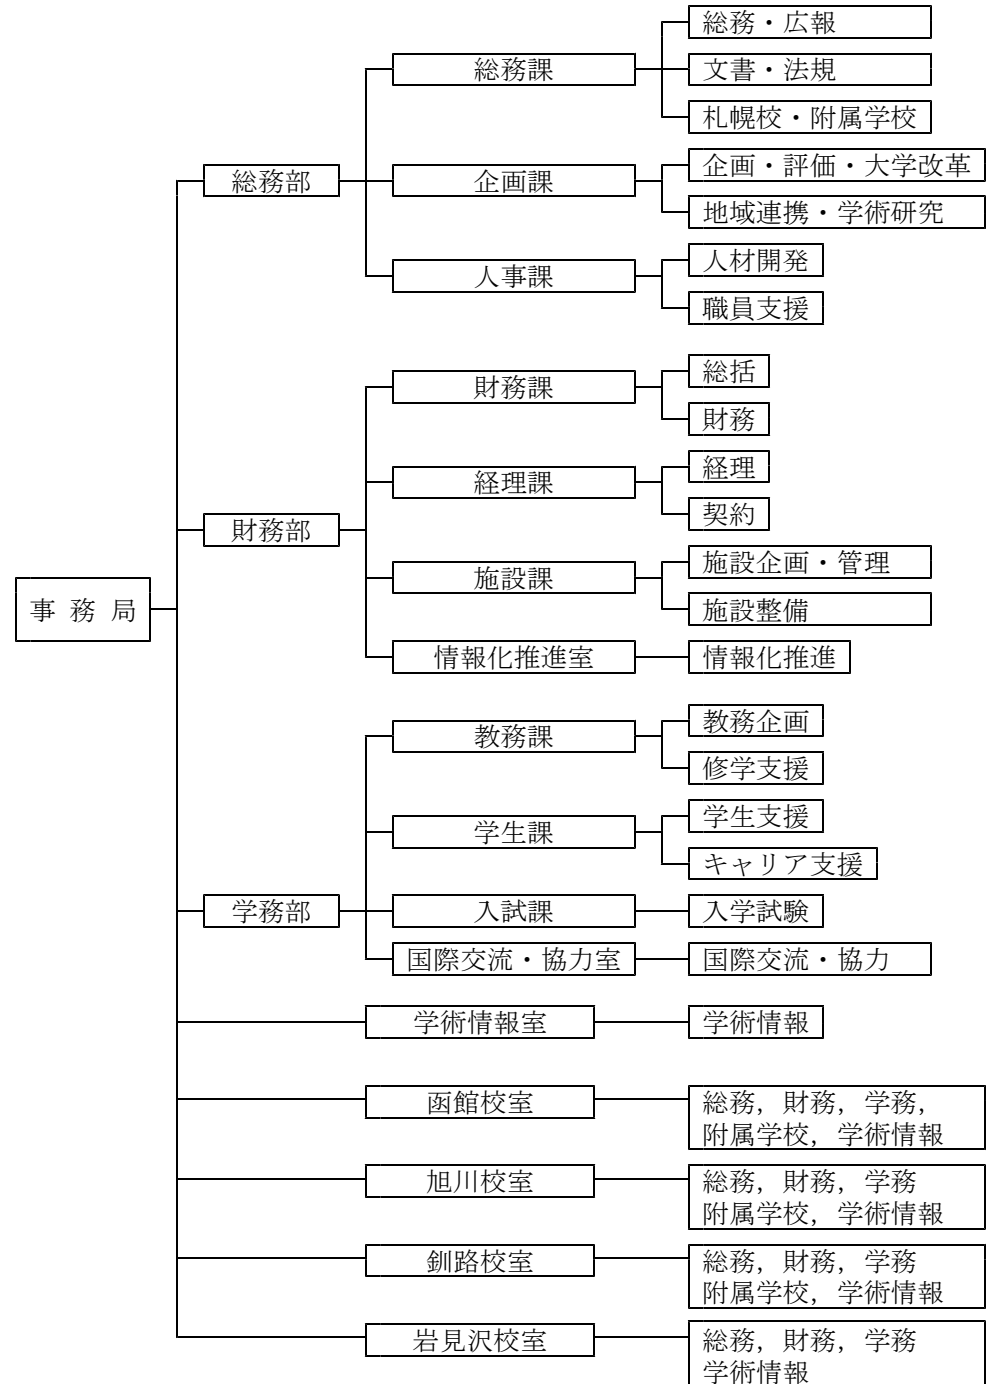 総務・広報
総務課
文書・法規
札幌校・附属学校
総務部
企画課
企画・評価・大学改革
地域連携・学術研究
人事課
人材開発
職員支援
財務課
総括
財務
経理課
経理
契約
財務部
施設課
施設企画・管理
施設整備
事務局
情報化推進室
情報化推進
教務課
教務企画
修学支援
学生課
学生支援
キャリア支援
学務部
入試課
入学試験
国際交流・協力室
国際交流・協力
学術情報室
学術情報
函館校室
総務，財務，学務，
附属学校，学術情報
旭川校室
総務，財務，学務
附属学校，学術情報
釧路校室
総務，財務，学務
附属学校，学術情報
岩見沢校室
総務，財務，学務
学術情報